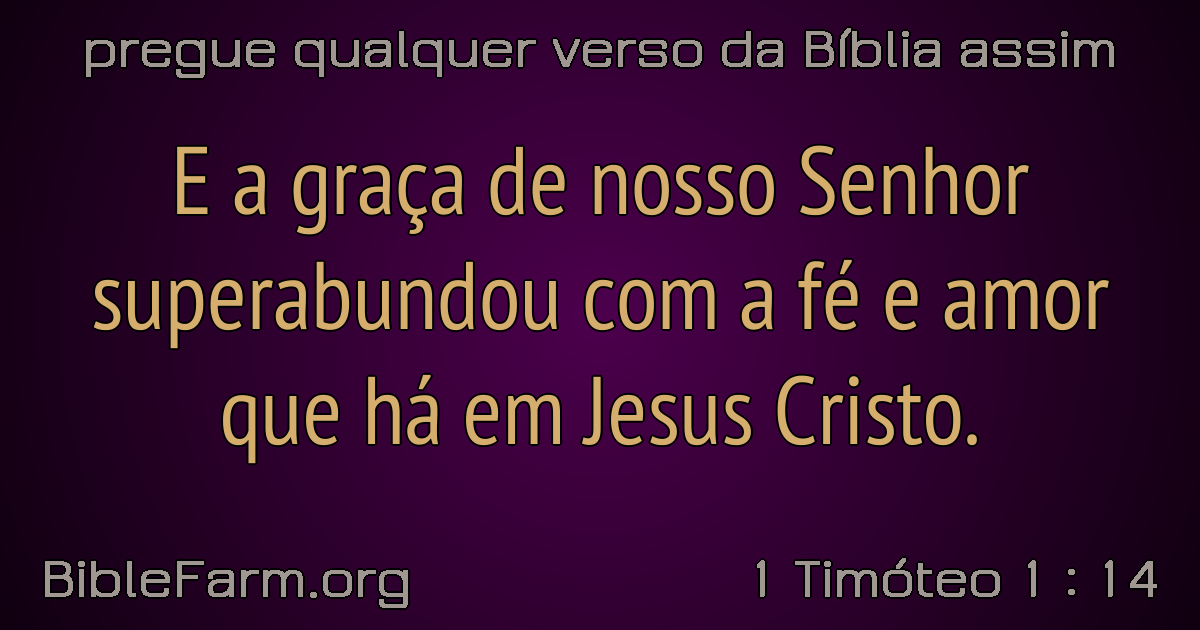 pregue qualquer verso da Bíblia assim
E a graça de nosso Senhor
superabundou com a fé e amor
que há em Jesus Cristo.
BibleFarm.org
1 Timóteo 1 : 14